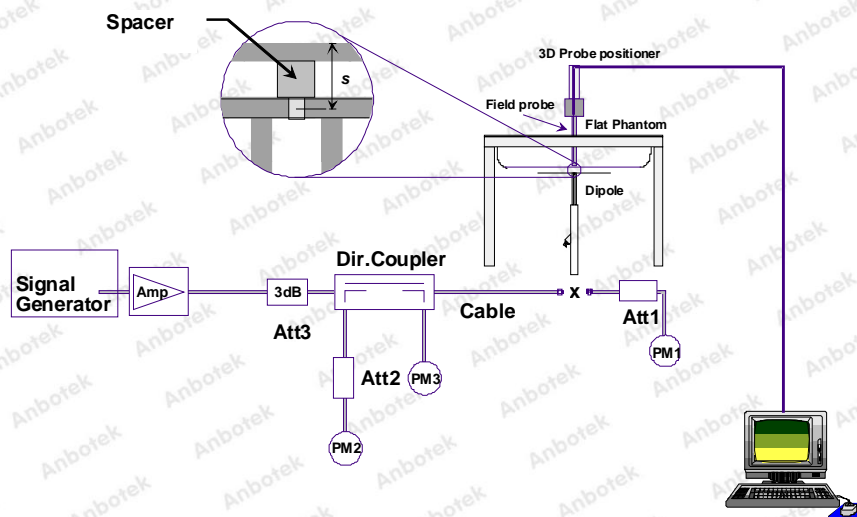 Spacer
s
3D Probe positioner
Field probe
Flat Phantom
Dipole
Signal
Generator
Amp
3dB
Att3
Dir.Coupler
Cable
x
Att1
PM1
Att2
PM3
PM2
Anbotek